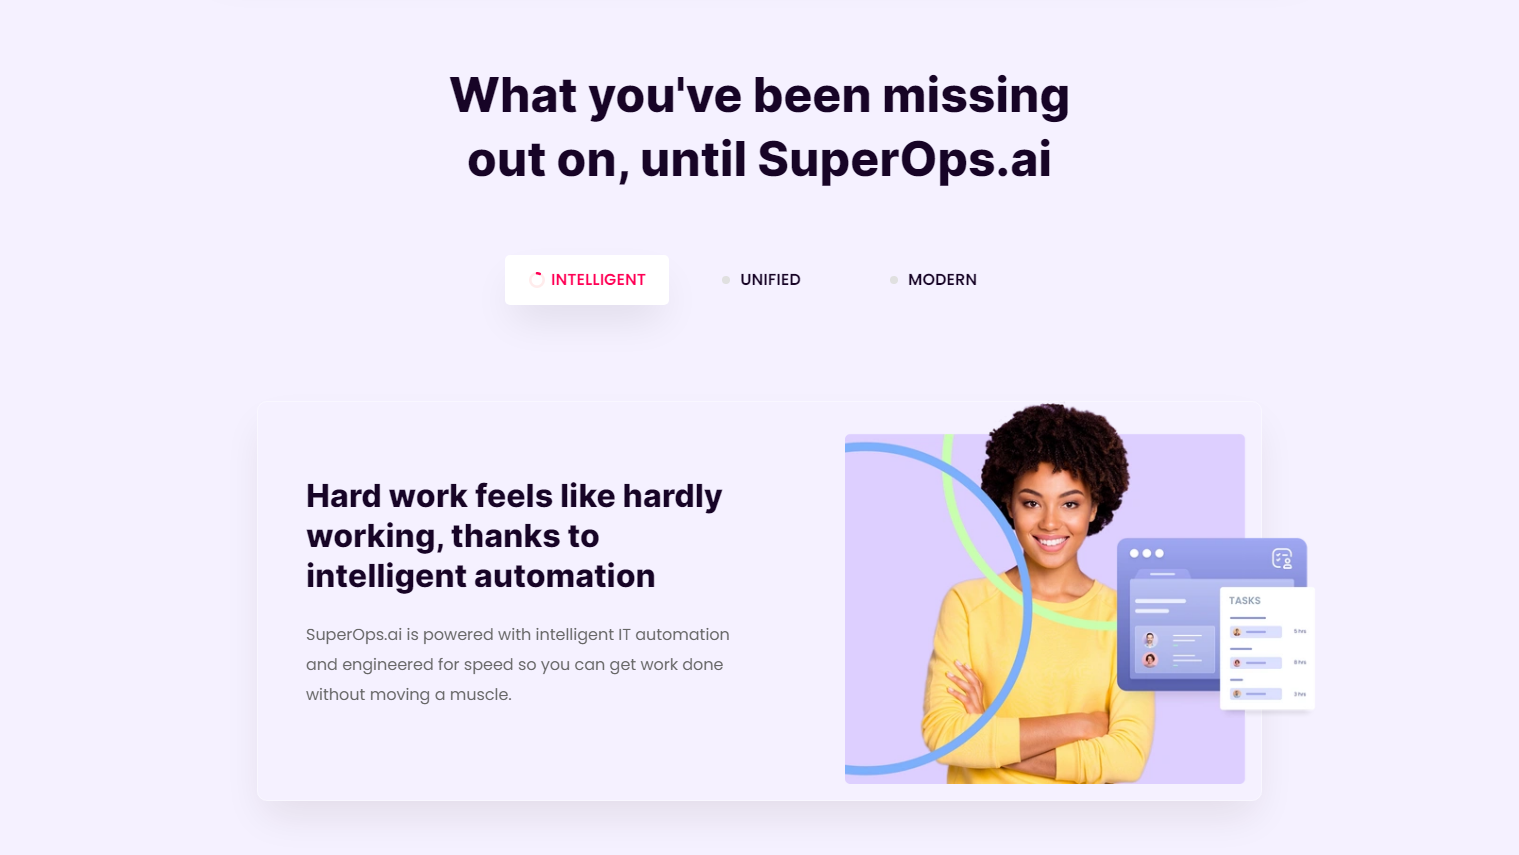 What you've been missing
out on, until SuperOps.ai
INTELLIGENT
UNIFIED
MODERN
Hard work feels like hardly
working, thanks to
intelligent automation
SuperOps.ai is powered with intelligent IT automation
and engineered for speed so you can get work done
without moving a muscle.
TASKS
5 hrs
8 hrs
3 hrs